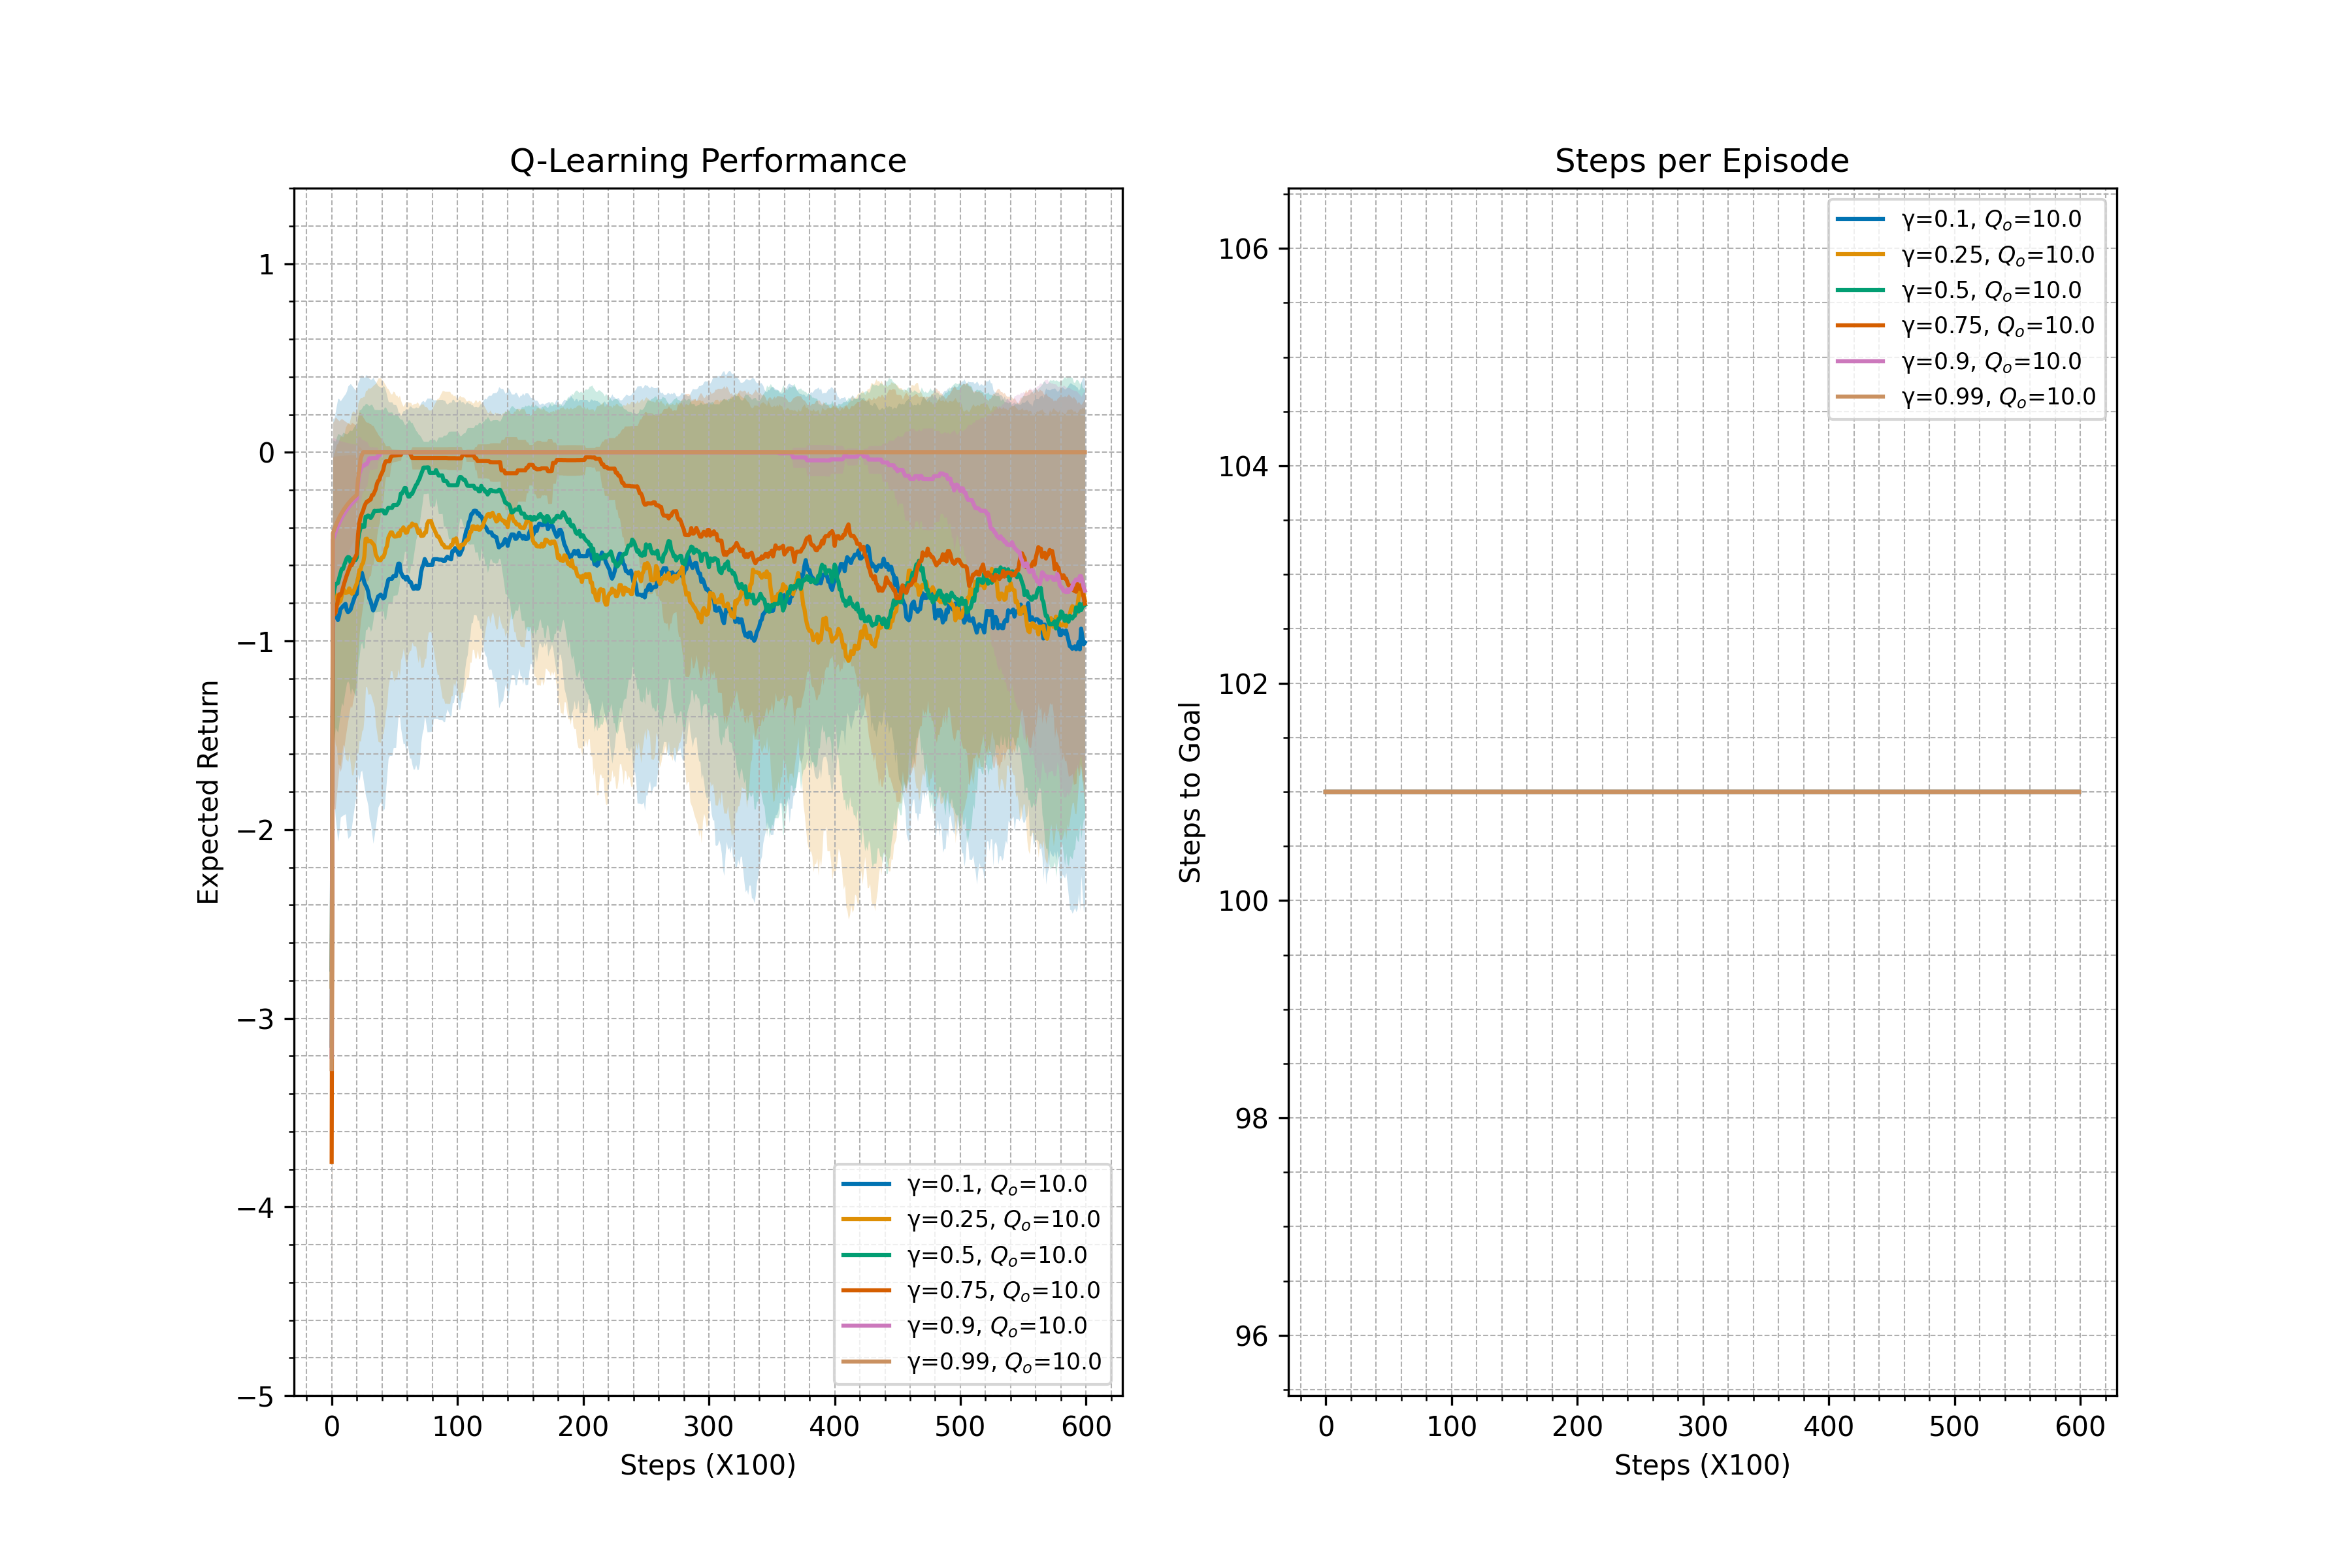 Q-Learning Performance
1
0
−1
−2
−3
−4
−5
Expected Return
0 100 200 300 400 500 600
Steps (X100)
γ=0.1, Qₒ=10.0
γ=0.25, Qₒ=10.0
γ=0.5, Qₒ=10.0
γ=0.75, Qₒ=10.0
γ=0.9, Qₒ=10.0
γ=0.99, Qₒ=10.0
Steps per Episode
106
104
102
100
98
96
Steps to Goal
0 100 200 300 400 500 600
Steps (X100)
γ=0.1, Qₒ=10.0
γ=0.25, Qₒ=10.0
γ=0.5, Qₒ=10.0
γ=0.75, Qₒ=10.0
γ=0.9, Qₒ=10.0
γ=0.99, Qₒ=10.0